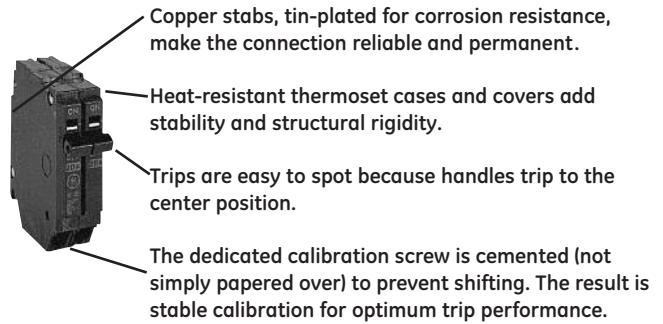 Copper stabs, tin-plated for corrosion resistance,
make the connection reliable and permanent.
Heat-resistant thermoset cases and covers add
stability and structural rigidity.
ON ON
Trips are easy to spot because handles trip to the
center position.
The dedicated calibration screw is cemented (not
simply papered over) to prevent shifting. The result is
stable calibration for optimum trip performance.